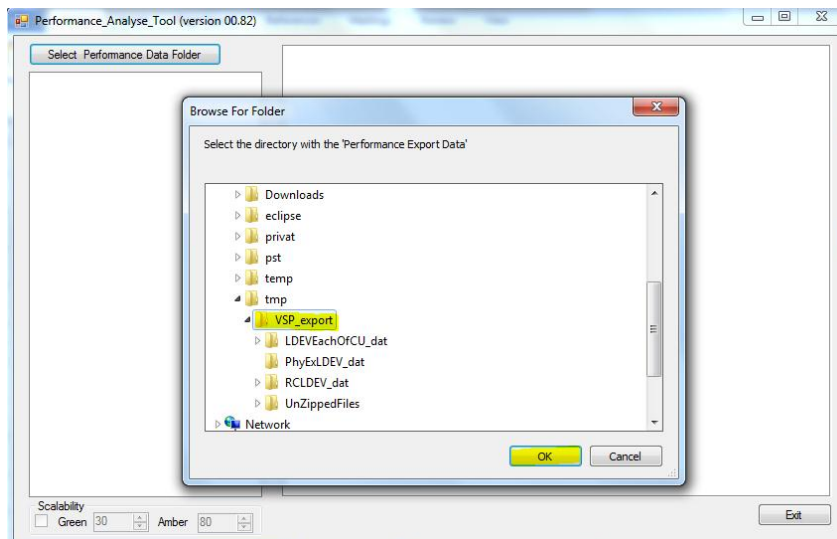 Performance_Analyse_Tool (version 00.82)
Select Performance Data Folder
Browse For Folder
Select the directory with the 'Performance Export Data'
Downloads
eclipse
privat
pst
temp
tmp
VSP_export
LDEVEachOfCU_dat
PhyExLDEV_dat
RCLDEV_dat
UnZippedFiles
Network
OK Cancel
Scalability
Green 30 Amber 80
Exit